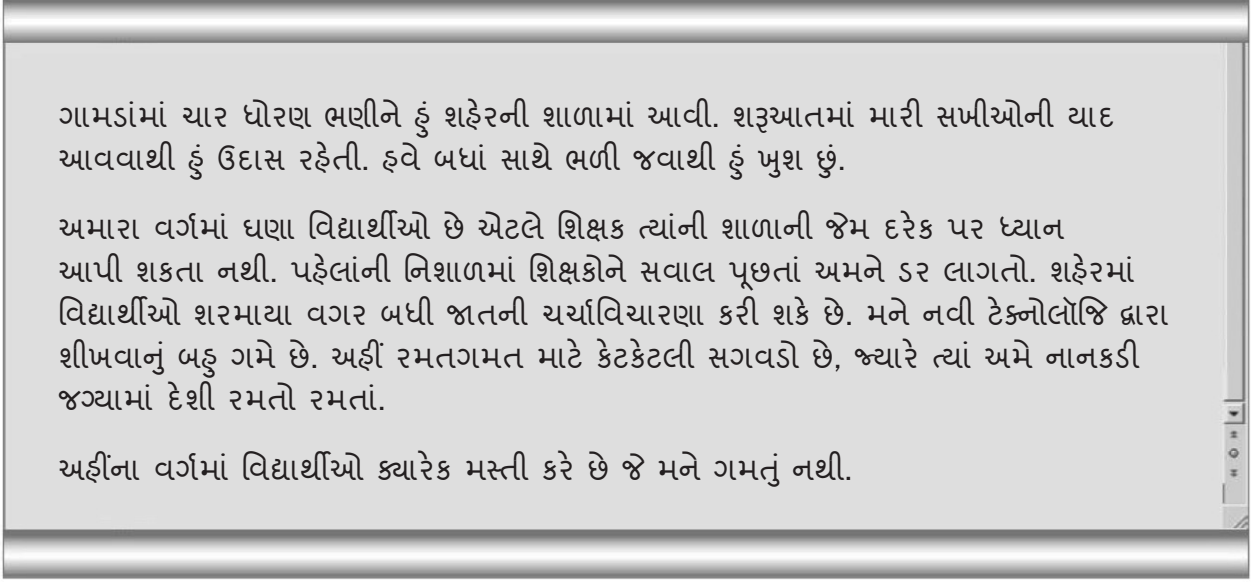 ગામડાંમાં ચાર ધોરણ ભણીને હું શહેરની શાળામાં આવી. શરૂઆતમાં મારી સખીઓની યાદ
આવવાથી હું ઉદાસ રહેતી. હવે બધાં સાથે ભળી જવાથી હું ખુશ છું.
અમારા વર્ગમાં ઘણા વિદ્યાર્થીઓ છે એટલે શિક્ષક ત્યાંની શાળાની જેમ દરેક પર ધ્યાન
આપી શકતા નથી. પહેલાંની નિશાળમાં શિક્ષકોને સવાલ પૂછતાં અમને ડર લાગતો. શહેરમાં
વિદ્યાર્થીઓ શરમાયા વગર બધી જાતની ચર્ચાવિચારણા કરી શકે છે. મને નવી ટેક્નોલૉજિ દ્વારા
શીખવાનું બહુ ગમે છે. અહીં રમતગમત માટે કેટકેટલી સગવડો છે, જ્યારે ત્યાં અમે નાનકડી
જગ્યામાં દેશી રમતો રમતાં.
અહીંના વર્ગમાં વિદ્યાર્થીઓ ક્યારેક મસ્તી કરે છે જે મને ગમતું નથી.